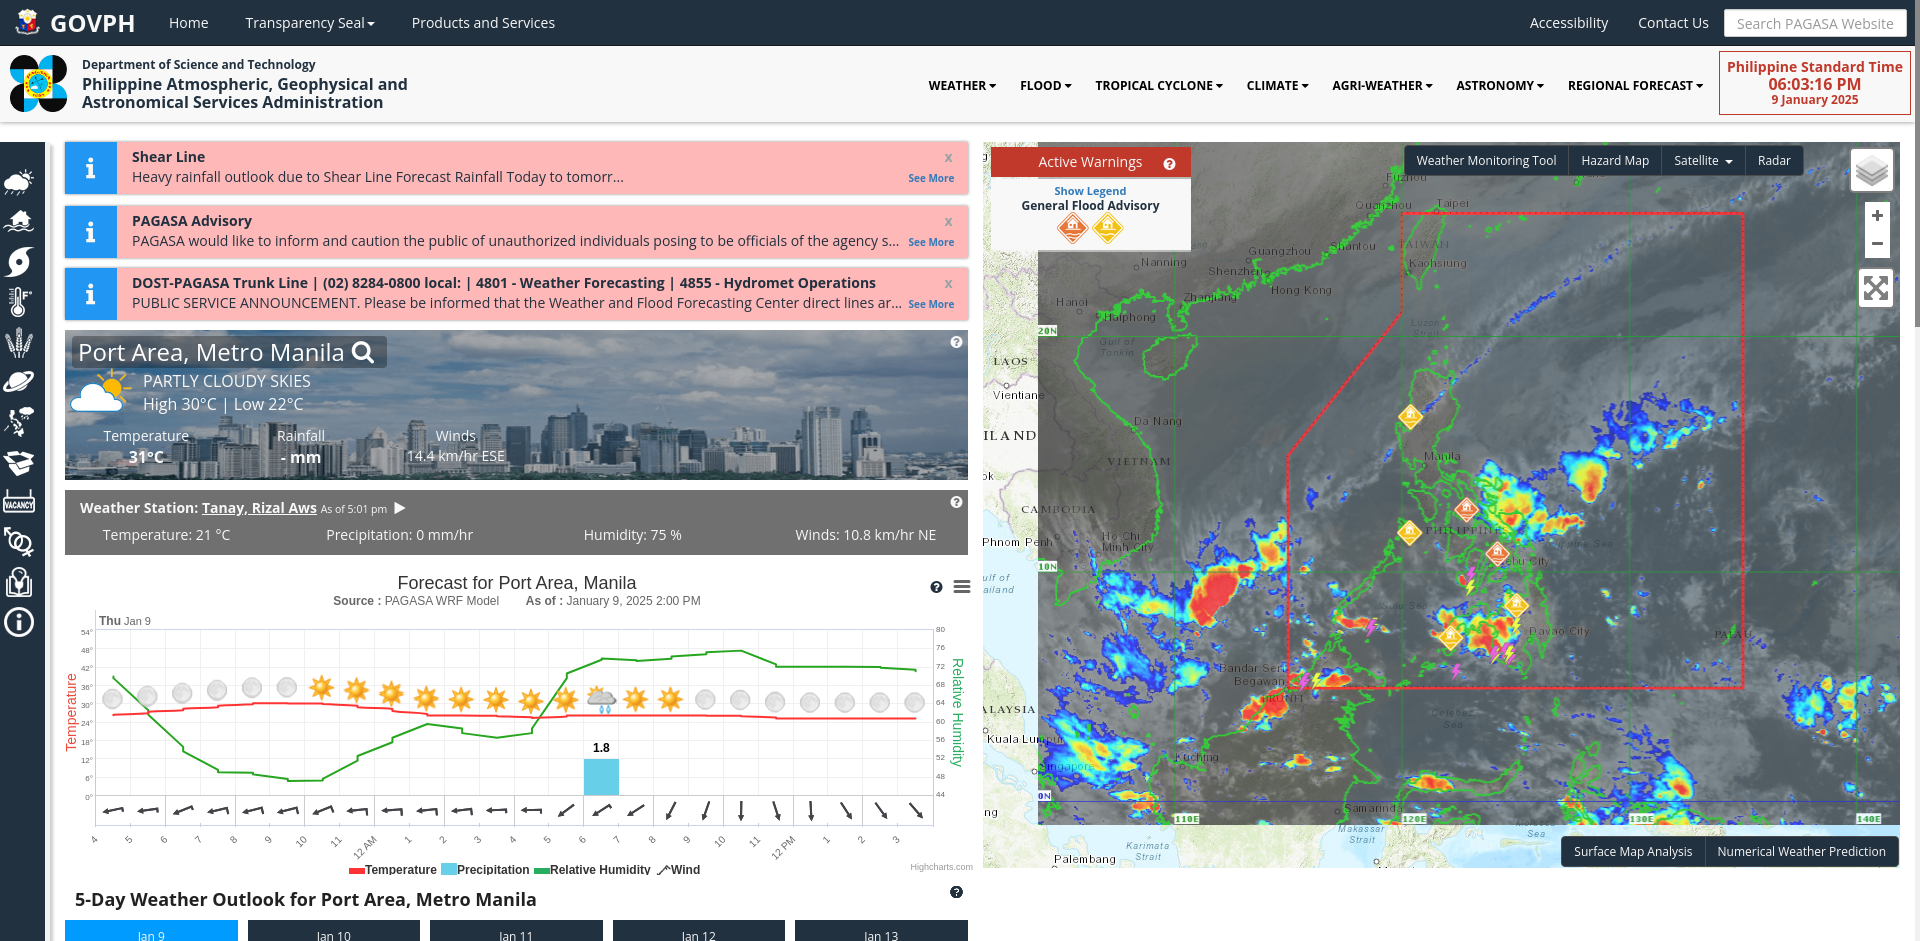 GOVPH
Home
Transparency Seal
Products and Services
Accessibility
Contact Us
Search PAGASA Website
Department of Science and Technology
Philippine Atmospheric, Geophysical and
Astronomical Services Administration
WEATHER
FLOOD
TROPICAL CYCLONE
CLIMATE
AGRI-WEATHER
ASTRONOMY
REGIONAL FORECAST
Philippine Standard Time
06:03:16 PM
9 January 2025
VACANCY
Shear Line
x
Heavy rainfall outlook due to Shear Line Forecast Rainfall Today to tomorr...
See More
PAGASA Advisory
x
PAGASA would like to inform and caution the public of unauthorized individuals posing to be officials of the agency s...
See More
DOST-PAGASA Trunk Line | (02) 8284-0800 local: | 4801 - Weather Forecasting | 4855 - Hydromet Operations
x
PUBLIC SERVICE ANNOUNCEMENT. Please be informed that the Weather and Flood Forecasting Center direct lines ar...
See More
Port Area, Metro Manila
PARTLY CLOUDY SKIES
High 30°C | Low 22°C
Temperature
31°C
Rainfall
- mm
Winds
14.4 km/hr ESE
Weather Station: Tanay, Rizal Aws As of 5:01 pm
Temperature: 21 °C
Precipitation: 0 mm/hr
Humidity: 75 %
Winds: 10.8 km/hr NE
Forecast for Port Area, Manila
Source : PAGASA WRF Model As of : January 9, 2025 2:00 PM
Thu Jan 9
Temperature
54°
48°
42°
36°
30°
24°
18°
12°
6°
0°
1.8
80
76
72
68
64
60
56
52
48
44
Relative Humidity
4 5 6 7 8 9 10 11 12 AM 1 2 3 4 5 6 7 8 9 10 11 12 PM 1 2 3
Temperature Precipitation Relative Humidity Wind
Highcharts.com
5-Day Weather Outlook for Port Area, Metro Manila
Jan 9
Jan 10
Jan 11
Jan 12
Jan 13
Active Warnings
Show Legend
General Flood Advisory
Weather Monitoring Tool
Hazard Map
Satellite
Radar
+
−
Fuzhou
Quanzhou
Taipei
TAIWAN
Kaohsiung
Guangzhou
Shantou
Nanning
Shenzhen
Hong Kong
Zhanjiang
Hanoi
Haiphong
20N
Gulf of
Tonkin
Luzon
Strait
LAOS
Vientiane
Da Nang
ILAND
Manila
VIETNAM
ok
CAMBODIA
PHILIPPINES
Phnom Penh
Ho Chi
Minh City
Cebu City
10N
ulf of
ailand
Sulu Sea
Davao City
PALAU
Bandar Seri
Begawan
BRUNEI
ALAYSIA
Celebes
Sea
Kuala Lumpur
Kuching
Singapore
0N
ng
Samarinda
110E
120E
130E
140E
Makassar
Strait
Sea
Karimata
Strait
Palembang
Surface Map Analysis
Numerical Weather Prediction